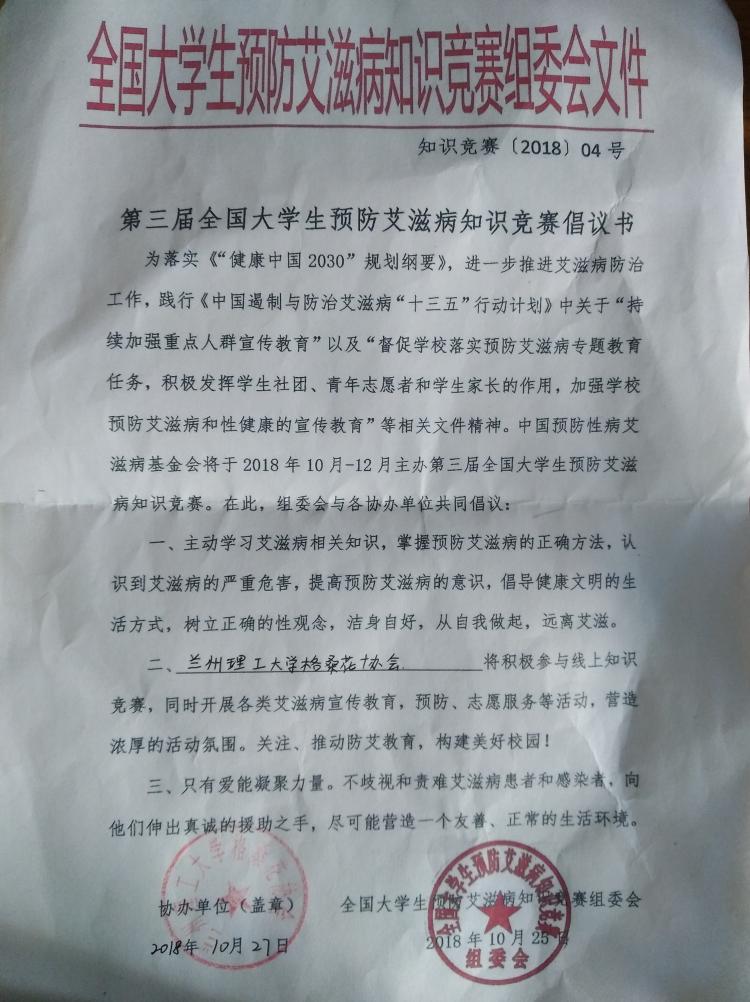 全国大学生预防艾滋病知识竞赛组委会文件
知识竞赛〔2018〕04 号
第三届全国大学生预防艾滋病知识竞赛倡议书
为落实《“健康中国 2030”规划纲要》，进一步推进艾滋病防治
工作，践行《中国遏制与防治艾滋病“十三五”行动计划》中关于“持
续加强重点人群宣传教育”以及“督促学校落实预防艾滋病专题教育
任务，积极发挥学生社团、青年志愿者和学生家长的作用，加强学校
预防艾滋病和性健康的宣传教育”等相关文件精神。中国预防性病艾
滋病基金会将于 2018 年 10 月-12 月主办第三届全国大学生预防艾滋
病知识竞赛。在此，组委会与各协办单位共同倡议：
一、主动学习艾滋病相关知识，掌握预防艾滋病的正确方法，认
识到艾滋病的严重危害，提高预防艾滋病的意识，倡导健康文明的生
活方式，树立正确的性观念，洁身自好，从自我做起，远离艾滋。
二、兰州理工大学格桑花协会 将积极参与线上知识
竞赛，同时开展各类艾滋病宣传教育，预防、志愿服务等活动，营造
浓厚的活动氛围。关注、推动防艾教育，构建美好校园！
三、只有爱能凝聚力量。不歧视和责难艾滋病患者和感染者，向
他们伸出真诚的援助之手，尽可能营造一个友善、正常的生活环境。
协办单位（盖章） 全国大学生预防艾滋病知识竞赛组委会
2018年 10月 27日 2018 年 10 月 25 日
全国大学生预防艾滋病知识竞赛
组委会